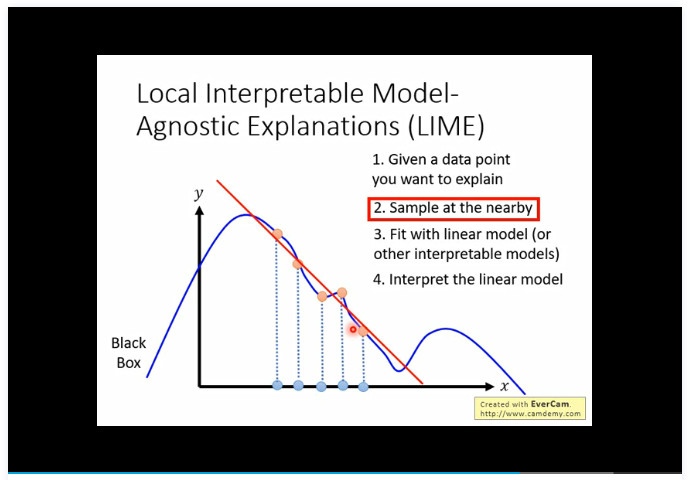 Local Interpretable Model-
Agnostic Explanations (LIME)
1. Given a data point
you want to explain
y
2. Sample at the nearby
3. Fit with linear model (or
other interpretable models)
4. Interpret the linear model
Black
Box
x
Created with EverCam.
http://www.camdemy.com